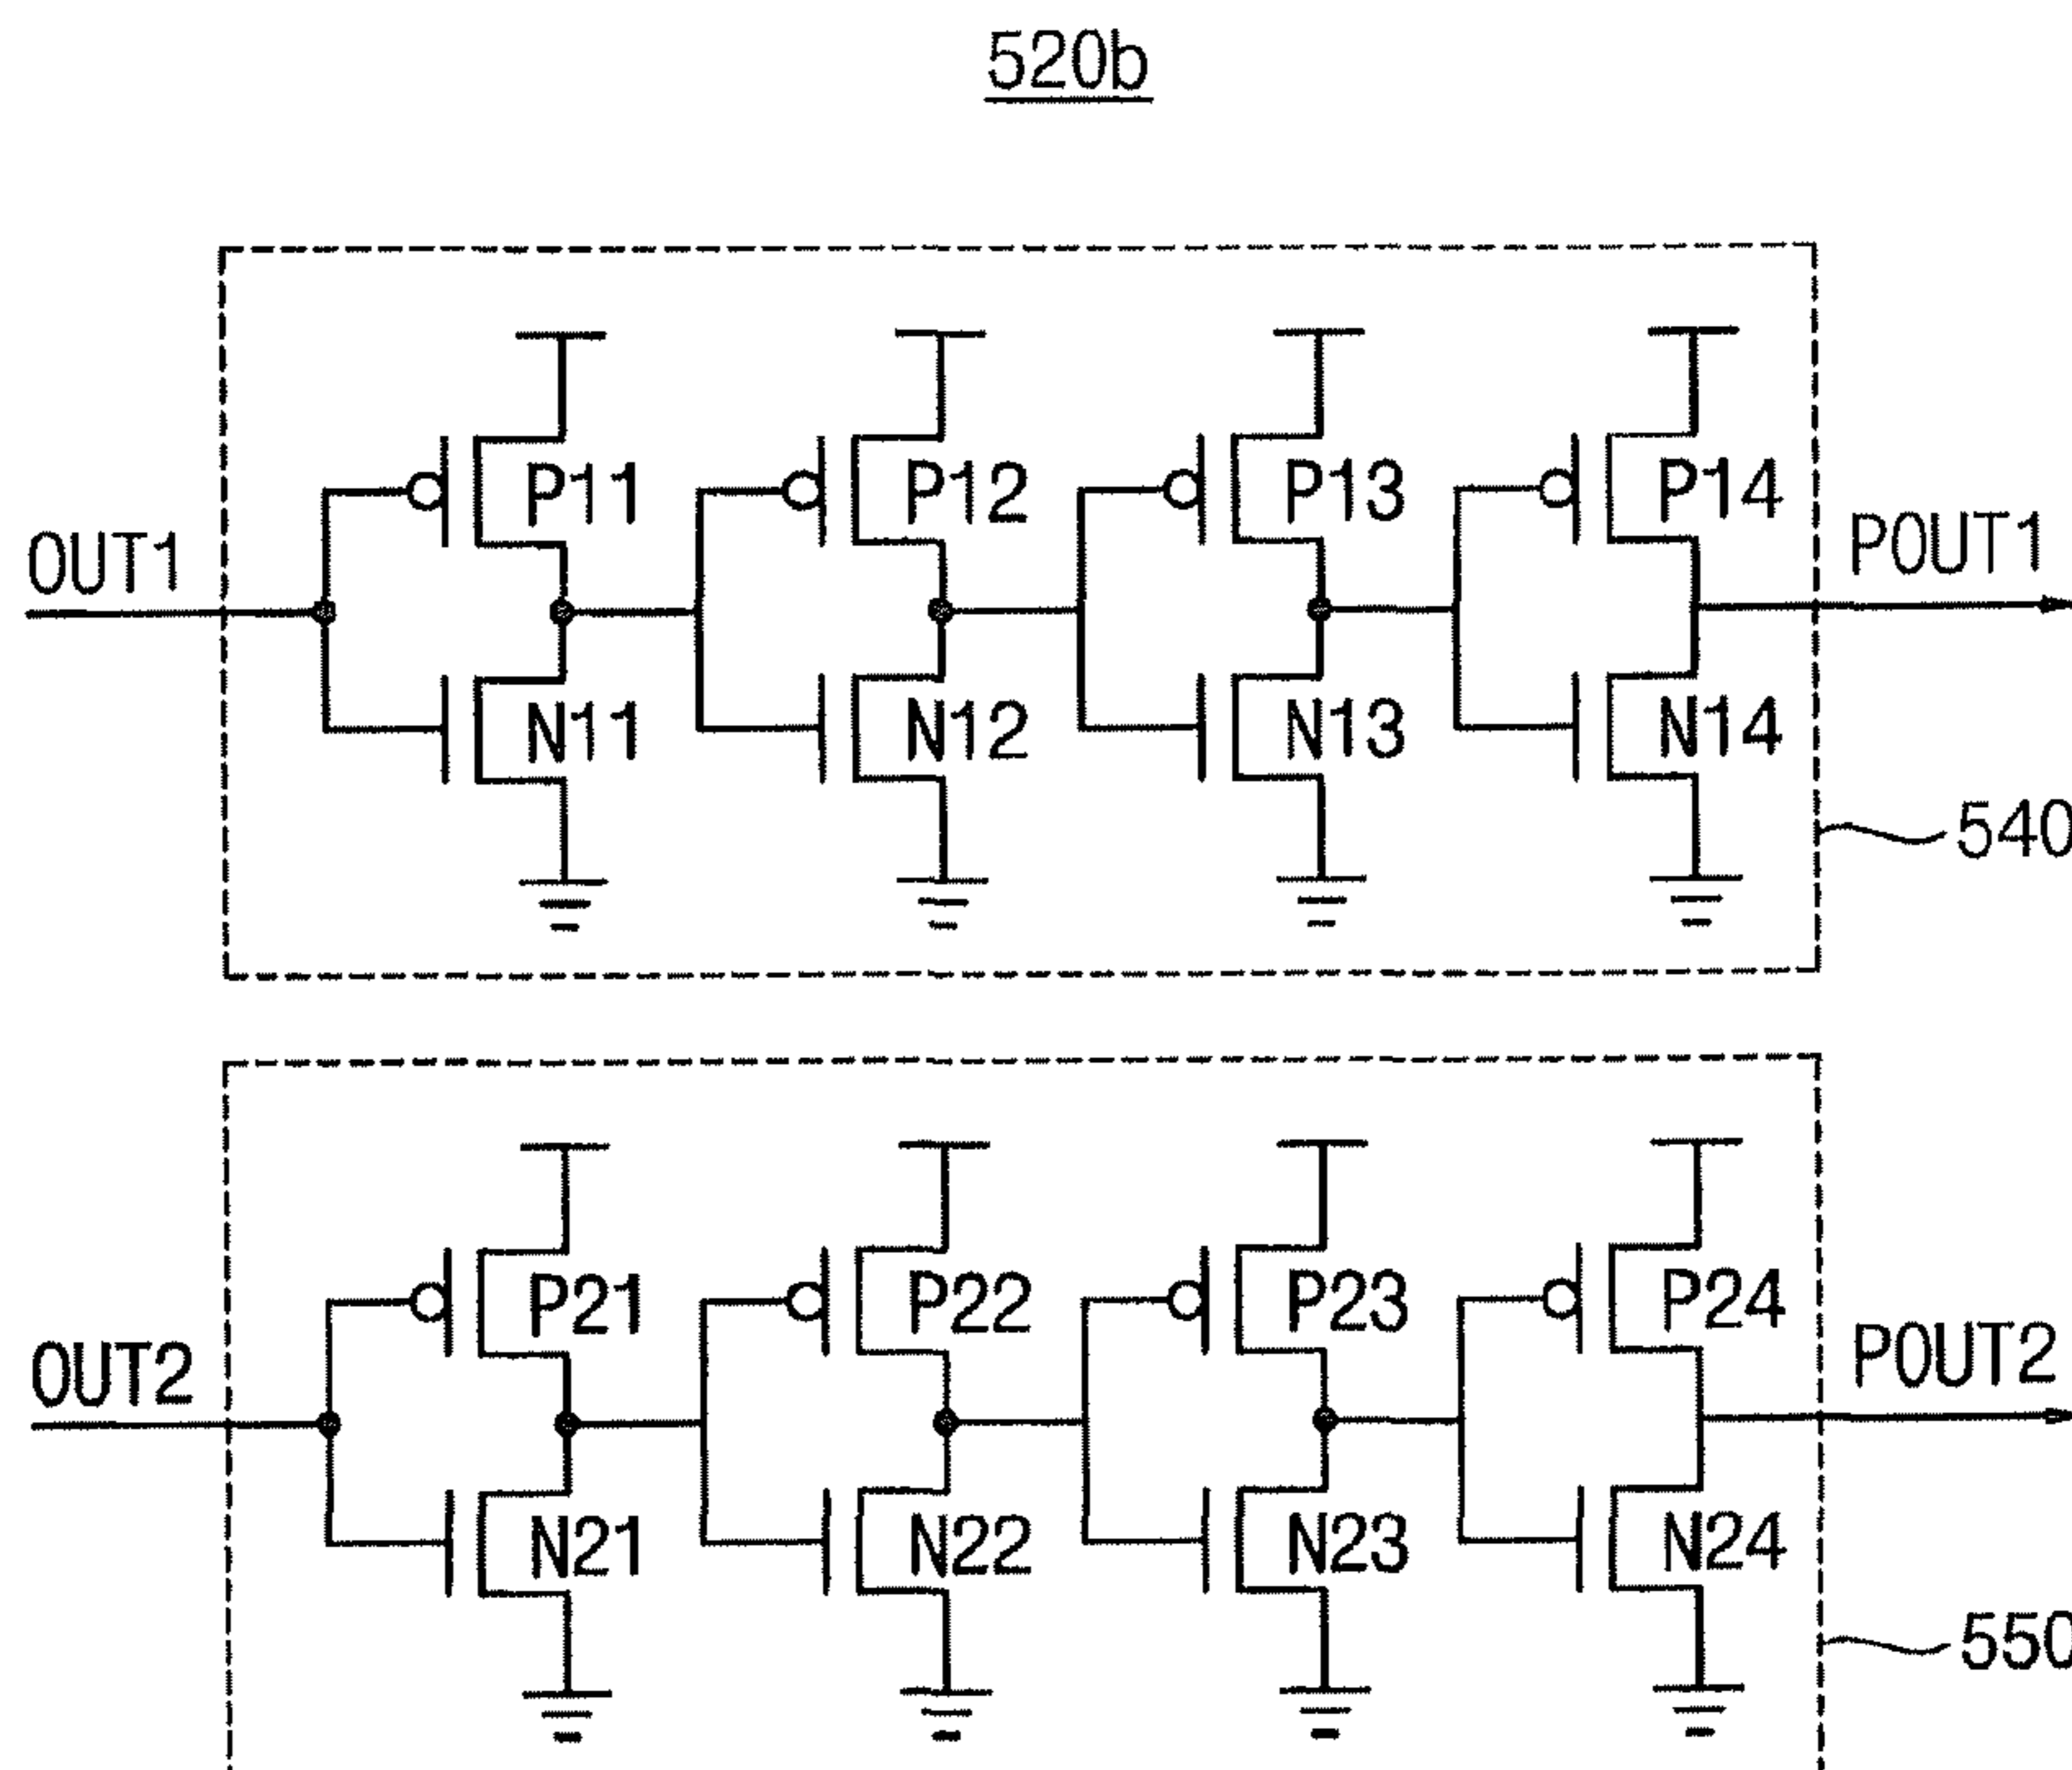 520b
P11 P12 P13 P14
OUT1 POUT1
N11 N12 N13 N14
540
P21 P22 P23 P24
OUT2 POUT2
N21 N22 N23 N24
550